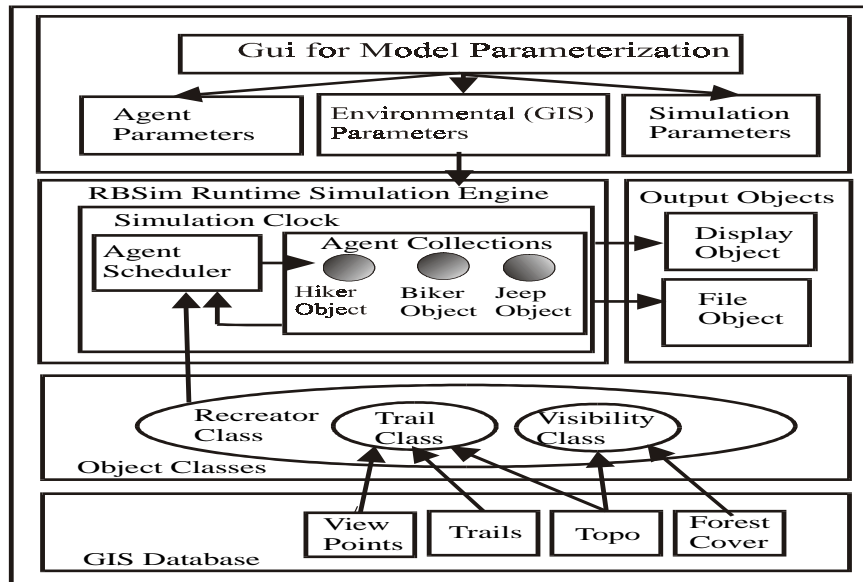 Gui for Model Parameterization
Agent
Parameters
Environmental (GIS)
Parameters
Simulation
Parameters
RBSim Runtime Simulation Engine
Simulation Clock
Agent
Scheduler
Agent Collections
Hiker
Object
Biker
Object
Jeep
Object
Output Objects
Display
Object
File
Object
Recreator
Class
Trail
Class
Visibility
Class
Object Classes
View
Points
Trails
Topo
Forest
Cover
GIS Database